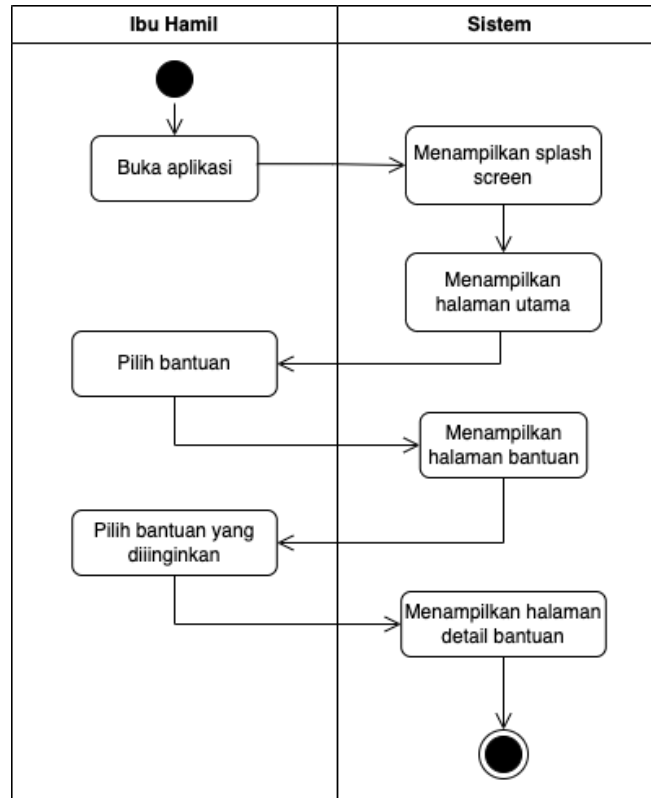 Ibu Hamil
Sistem
Buka aplikasi
Menampilkan splash
screen
Menampilkan
halaman utama
Pilih bantuan
Menampilkan
halaman bantuan
Pilih bantuan yang
diiinginkan
Menampilkan halaman
detail bantuan